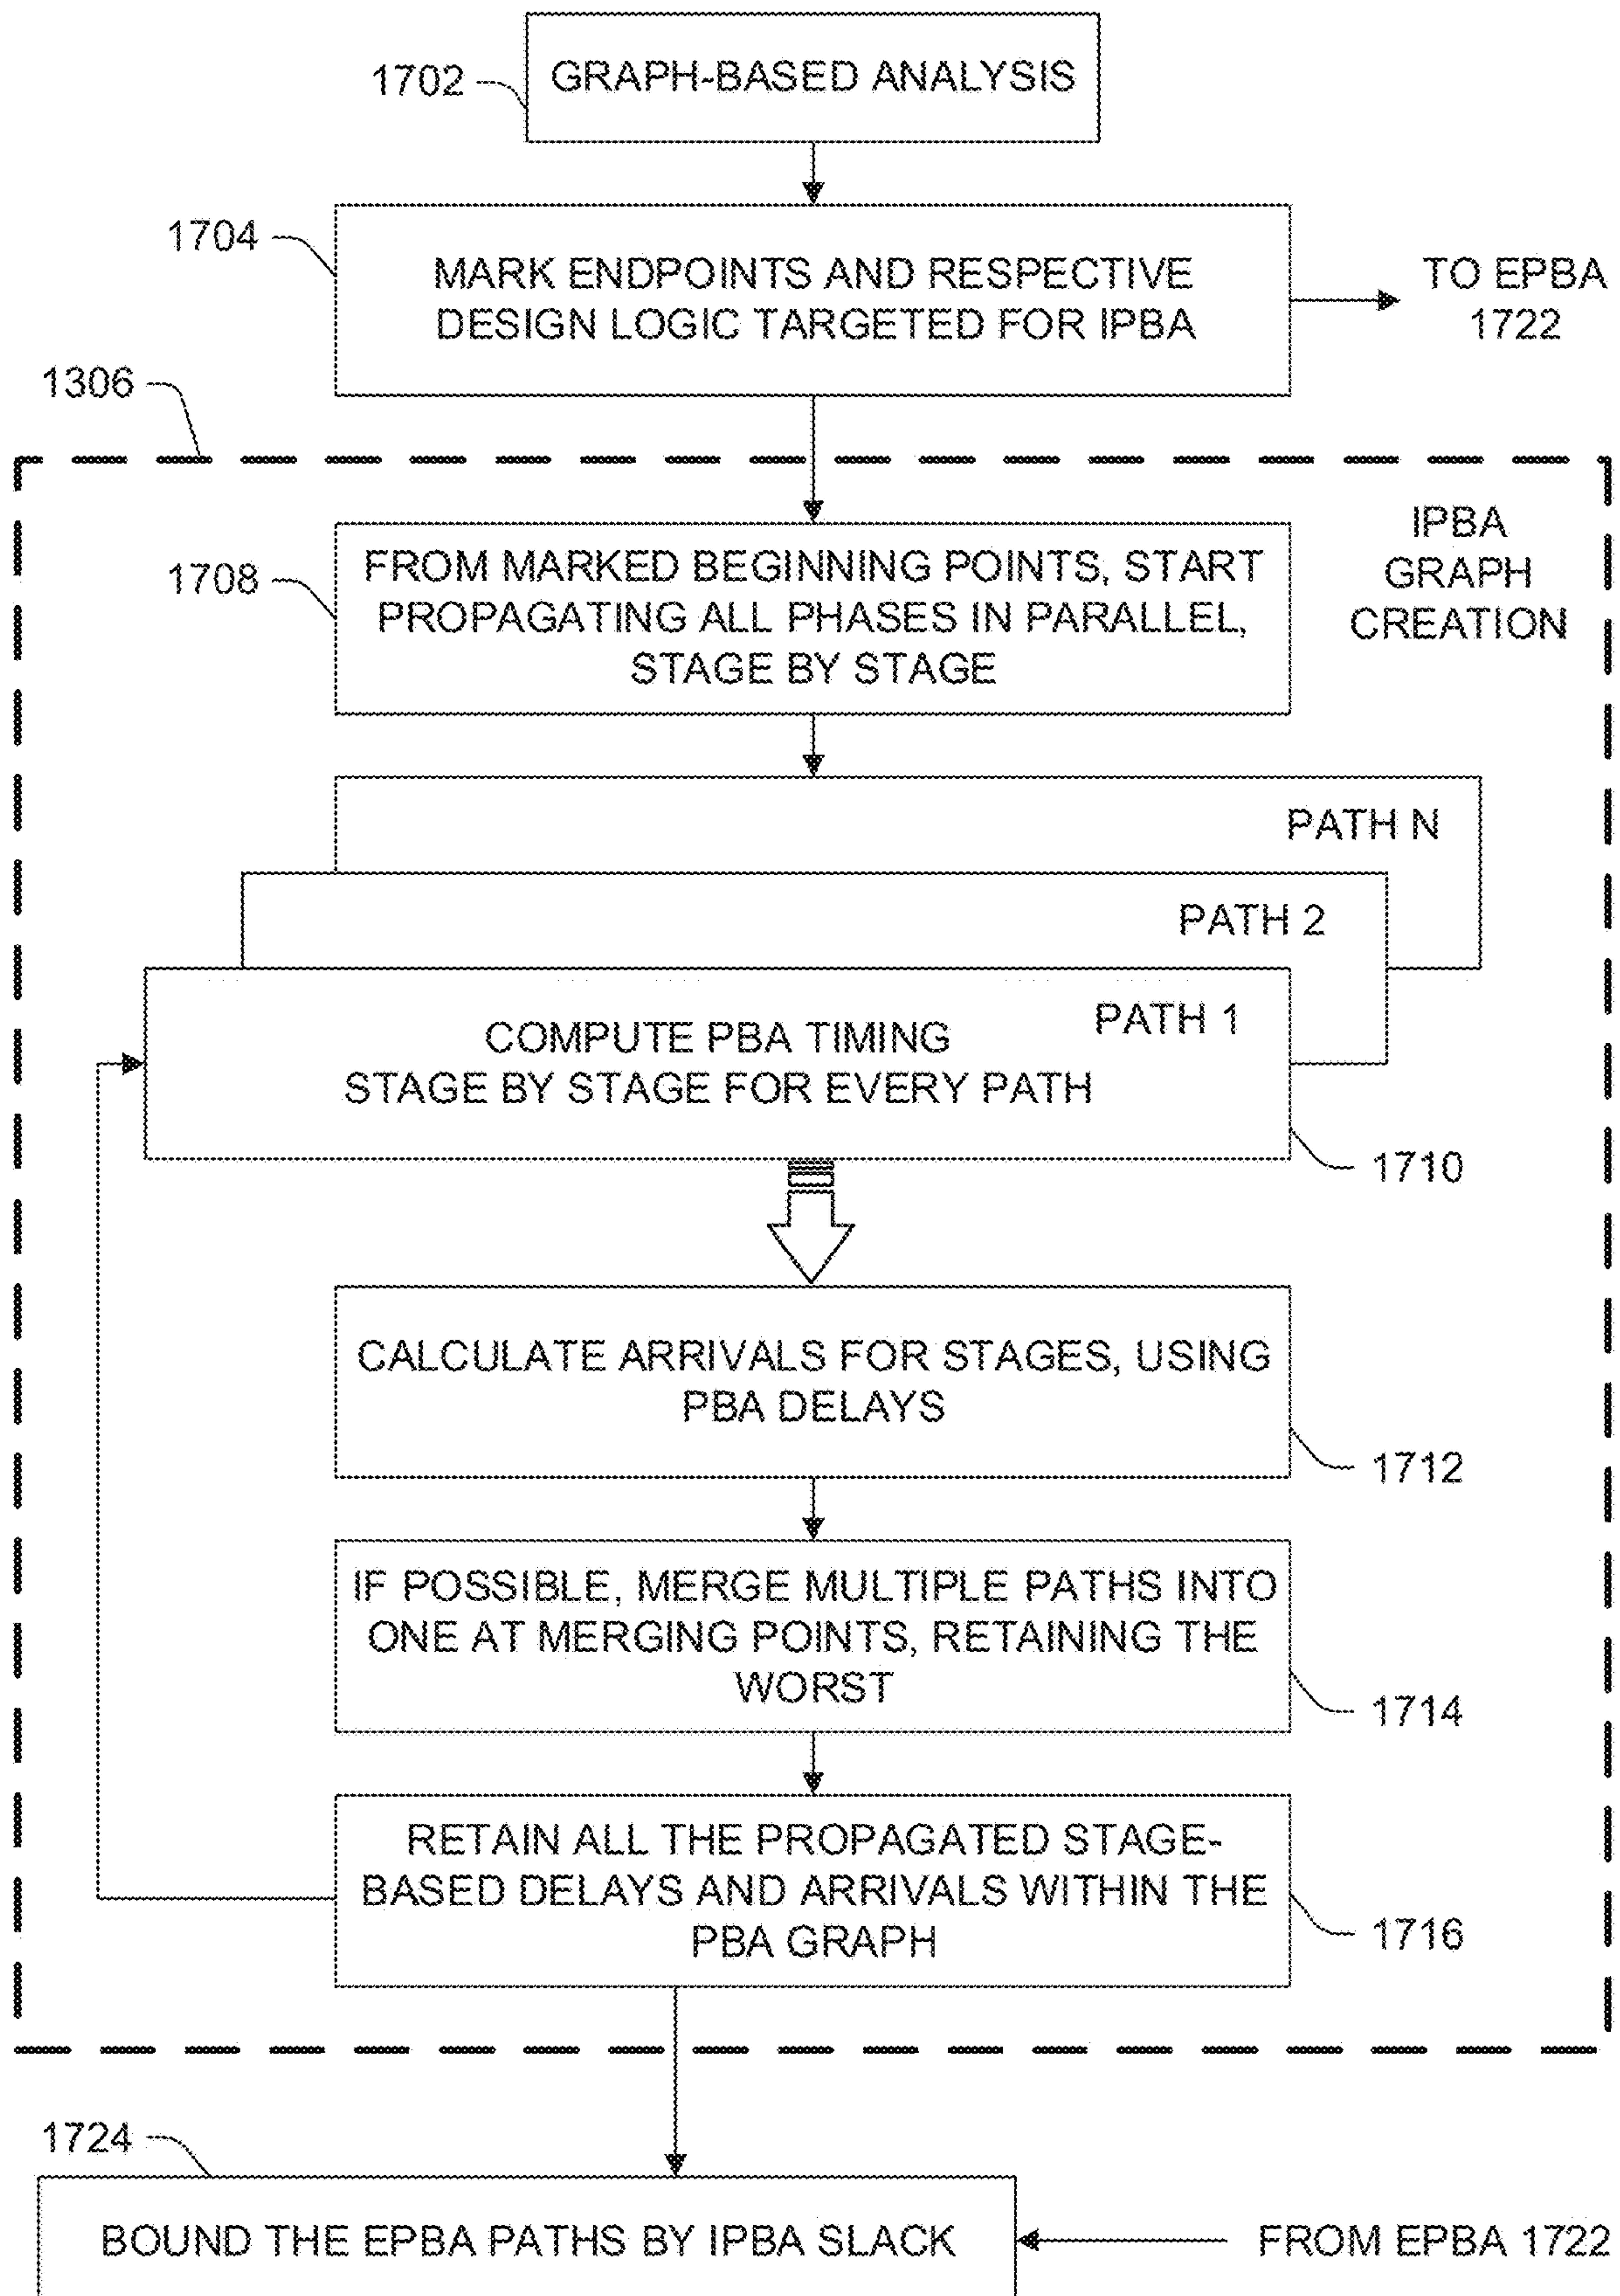 1702
GRAPH-BASED ANALYSIS
1704
MARK ENDPOINTS AND RESPECTIVE
DESIGN LOGIC TARGETED FOR IPBA
TO EPBA
1722
1306
IPBA
GRAPH
CREATION
1708
FROM MARKED BEGINNING POINTS, START
PROPAGATING ALL PHASES IN PARALLEL,
STAGE BY STAGE
PATH N
PATH 2
PATH 1
COMPUTE PBA TIMING
STAGE BY STAGE FOR EVERY PATH
1710
CALCULATE ARRIVALS FOR STAGES, USING
PBA DELAYS
1712
IF POSSIBLE, MERGE MULTIPLE PATHS INTO
ONE AT MERGING POINTS, RETAINING THE
WORST
1714
RETAIN ALL THE PROPAGATED STAGE-
BASED DELAYS AND ARRIVALS WITHIN THE
PBA GRAPH
1716
1724
BOUND THE EPBA PATHS BY IPBA SLACK
FROM EPBA 1722